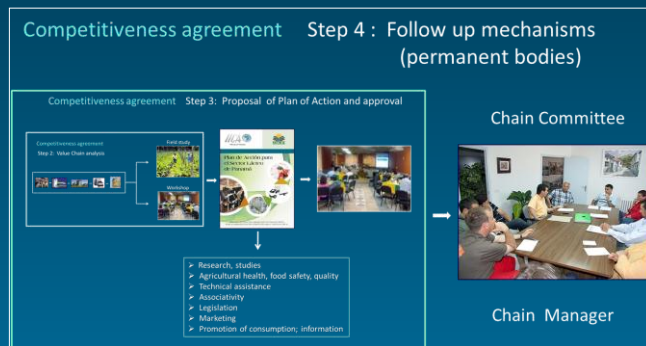 Competitiveness agreement Step 4 : Follow up mechanisms
(permanent bodies)
Competitiveness agreement Step 3: Proposal of Plan of Action and approval
Competitiveness agreement
Step 2: Value Chain analysis
Field study
Workshop
Plan de Acción para
el Sector Lácteo
de Panamá
➢ Research, studies
➢ Agricultural health, food safety, quality
➢ Technical assistance
➢ Associativity
➢ Legislation
➢ Marketing
➢ Promotion of consumption; information
Chain Committee
Chain Manager